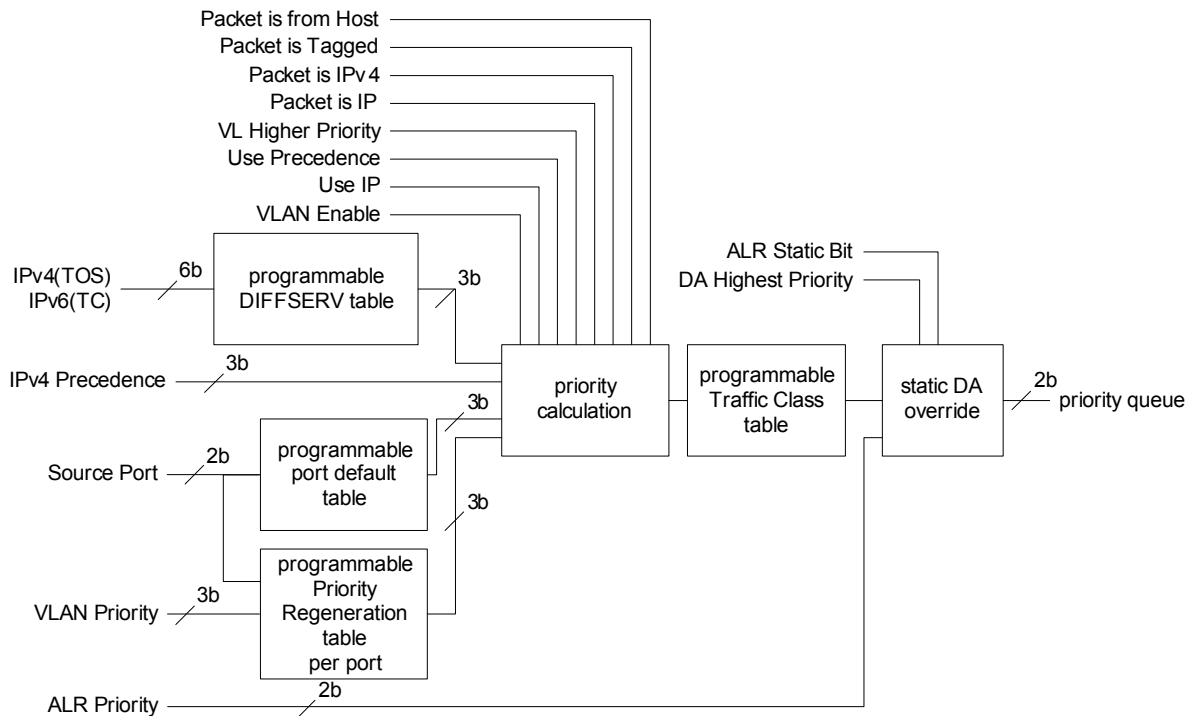 Packet is from Host
Packet is Tagged
Packet is IPv4
Packet is IP
VL Higher Priority
Use Precedence
Use IP
VLAN Enable
ALR Static Bit
DA Highest Priority
IPv4(TOS)
IPv6(TC)
6b
programmable
DIFFSERV table
3b
IPv4 Precedence
3b
priority
calculation
programmable
Traffic Class
table
static DA
override
2b
priority queue
Source Port
2b
programmable
port default
table
3b
3b
VLAN Priority
3b
programmable
Priority
Regeneration
table
per port
ALR Priority
2b